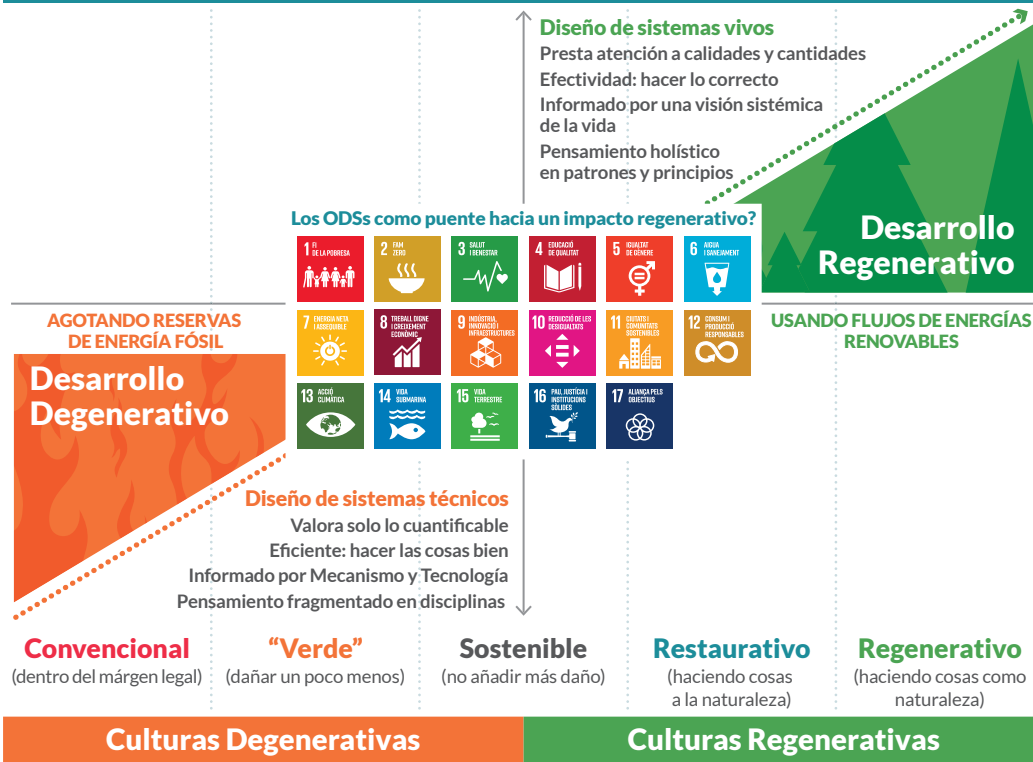 Diseño de sistemas vivos
Presta atención a calidades y cantidades
Efectividad: hacer lo correcto
Informado por una visión sistémica
de la vida
Pensamiento holístico
en patrones y principios
Los ODSs como puente hacia un impacto regenerativo?
1 FI
DE LA POBRESA
2 FAM
ZERO
3 SALUT
I BENESTAR
4 EDUCACIÓ
DE QUALITAT
5 IGUALTAT
DE GÈNERE
6 AIGUA
I SANEJAMENT
7 ENERGIA NETA
I ASSEQUIBLE
8 TREBALL DIGNE
I CREIXEMENT
ECONÒMIC
9 INDÚSTRIA,
INNOVACIÓ I
INFRAESTRUCTURES
10 REDUCCIÓ DE LES
DESIGUALTATS
11 CIUTATS I
COMUNITATS
SOSTENIBLES
12 CONSUM I
PRODUCCIÓ
RESPONSABLES
13 ACCIÓ
CLIMÀTICA
14 VIDA
SUBMARINA
15 VIDA
TERRESTRE
16 PAU, JUSTÍCIA I
INSTITUCIONS
SÒLIDES
17 ALIANÇA PELS
OBJECTIUS
Desarrollo
Regenerativo
AGOTANDO RESERVAS
DE ENERGÍA FÓSIL
USANDO FLUJOS DE ENERGÍAS
RENOVABLES
Desarrollo
Degenerativo
Diseño de sistemas técnicos
Valora solo lo cuantificable
Eficiente: hacer las cosas bien
Informado por Mecanismo y Tecnología
Pensamiento fragmentado en disciplinas
Convencional
(dentro del márgen legal)
“Verde”
(dañar un poco menos)
Sostenible
(no añadir más daño)
Restaurativo
(haciendo cosas
a la naturaleza)
Regenerativo
(haciendo cosas como
naturaleza)
Culturas Degenerativas
Culturas Regenerativas